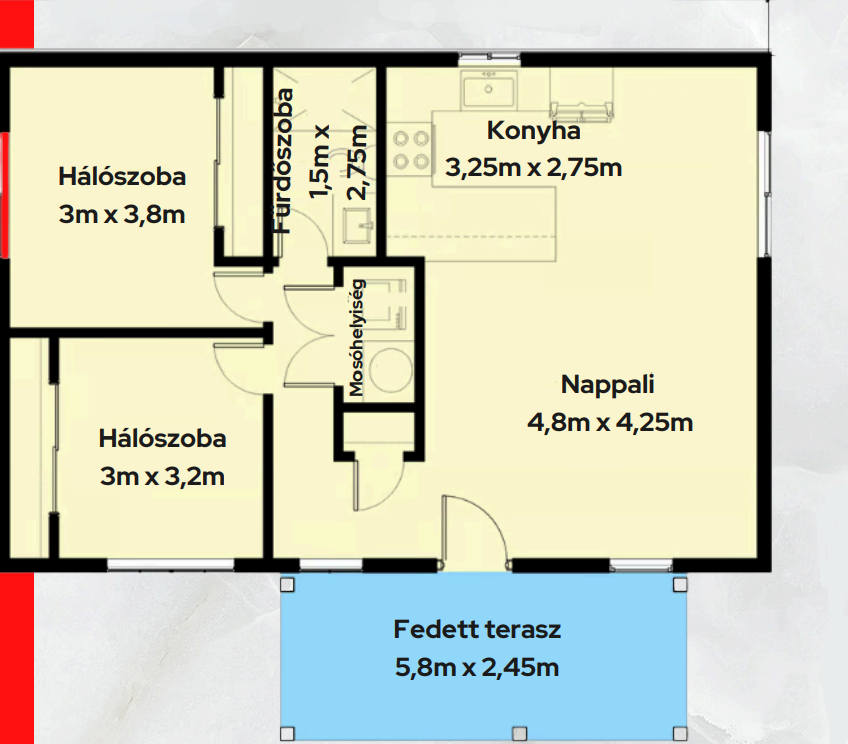 Hálószoba
3m x 3,8m
Fürdőszoba
1,5m x
2,75m
Konyha
3,25m x 2,75m
Mosóhelyiség
Nappali
4,8m x 4,25m
Hálószoba
3m x 3,2m
Fedett terasz
5,8m x 2,45m